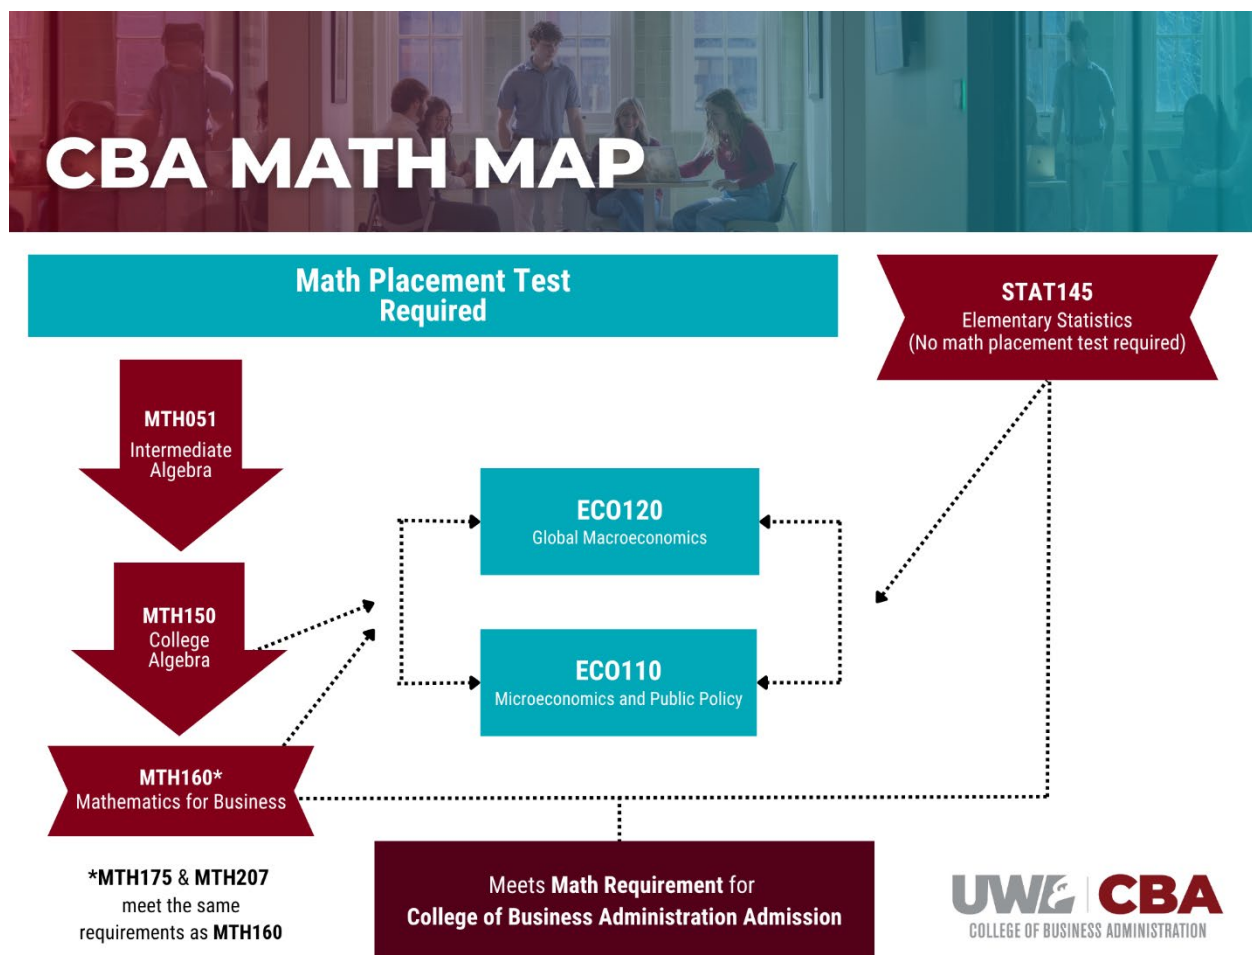 CBA MATH MAP
Math Placement Test
Required
STAT145
Elementary Statistics
(No math placement test required)
MTH051
Intermediate
Algebra
ECO120
Global Macroeconomics
MTH150
College
Algebra
ECO110
Microeconomics and Public Policy
MTH160*
Mathematics for Business
*MTH175 & MTH207
meet the same
requirements as MTH160
Meets Math Requirement for
College of Business Administration Admission
UWL CBA
COLLEGE OF BUSINESS ADMINISTRATION